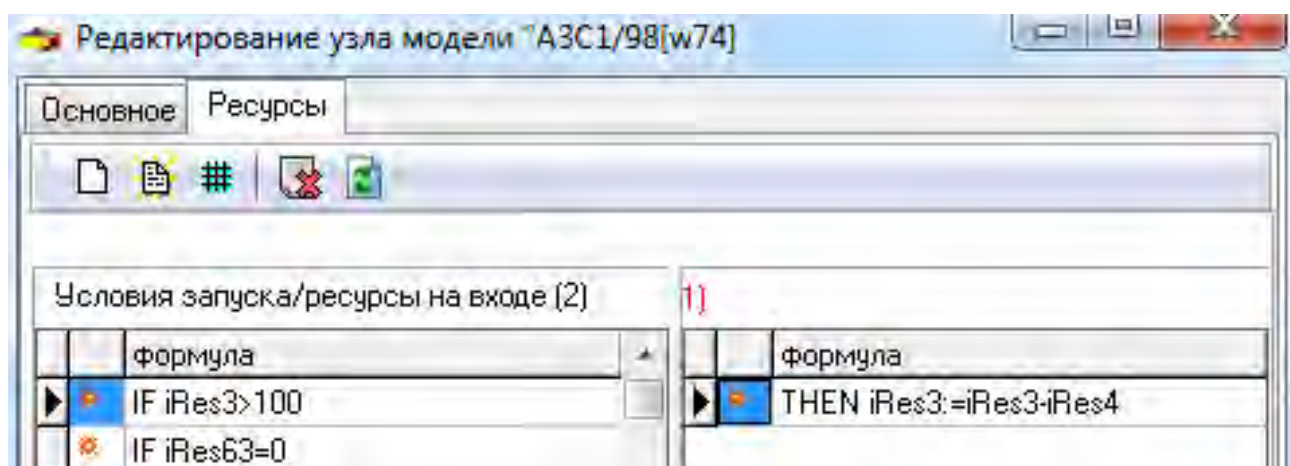 Редактирование узла модели "АЗС1/98[w74]
Основное Ресурсы
Условия запуска/ресурсы на входе (2) 1)
формула формула
IF iRes3>100 THEN iRes3:=iRes3-iRes4
IF iRes63=0